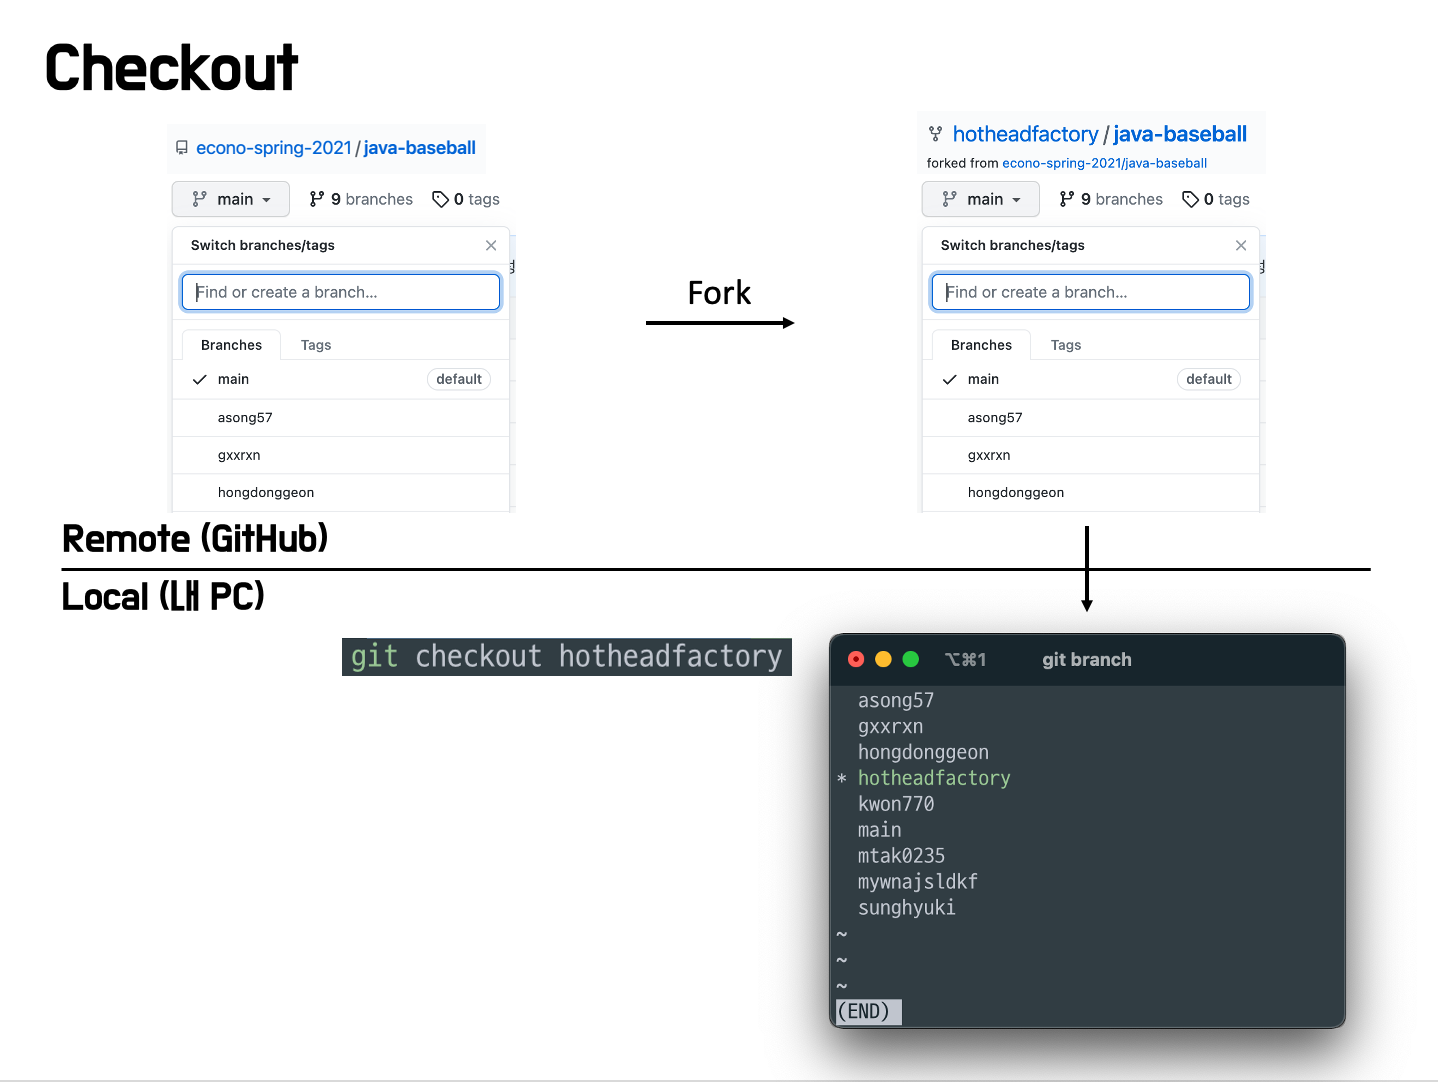 Checkout
econo-spring-2021/java-baseball
main 9 branches 0 tags
Switch branches/tags
Find or create a branch...
Branches Tags
main default
asong57
gxxrxn
hongdonggeon
Fork
hotheadfactory/java-baseball
forked from econo-spring-2021/java-baseball
main 9 branches 0 tags
Switch branches/tags
Find or create a branch...
Branches Tags
main default
asong57
gxxrxn
hongdonggeon
Remote (GitHub)
Local (내 PC)
git checkout hotheadfactory
⌥⌘1 git branch
asong57
gxxrxn
hongdonggeon
* hotheadfactory
kwon770
main
mtak0235
mywnajsldkf
sunghyuki
~
~
~
(END)